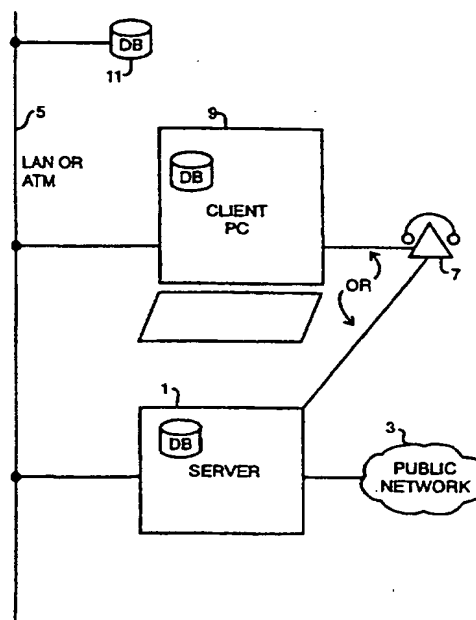 DB
11
5
9
LAN OR
ATM
DB
CLIENT
PC
7
OR
1
DB
SERVER
3
PUBLIC
NETWORK